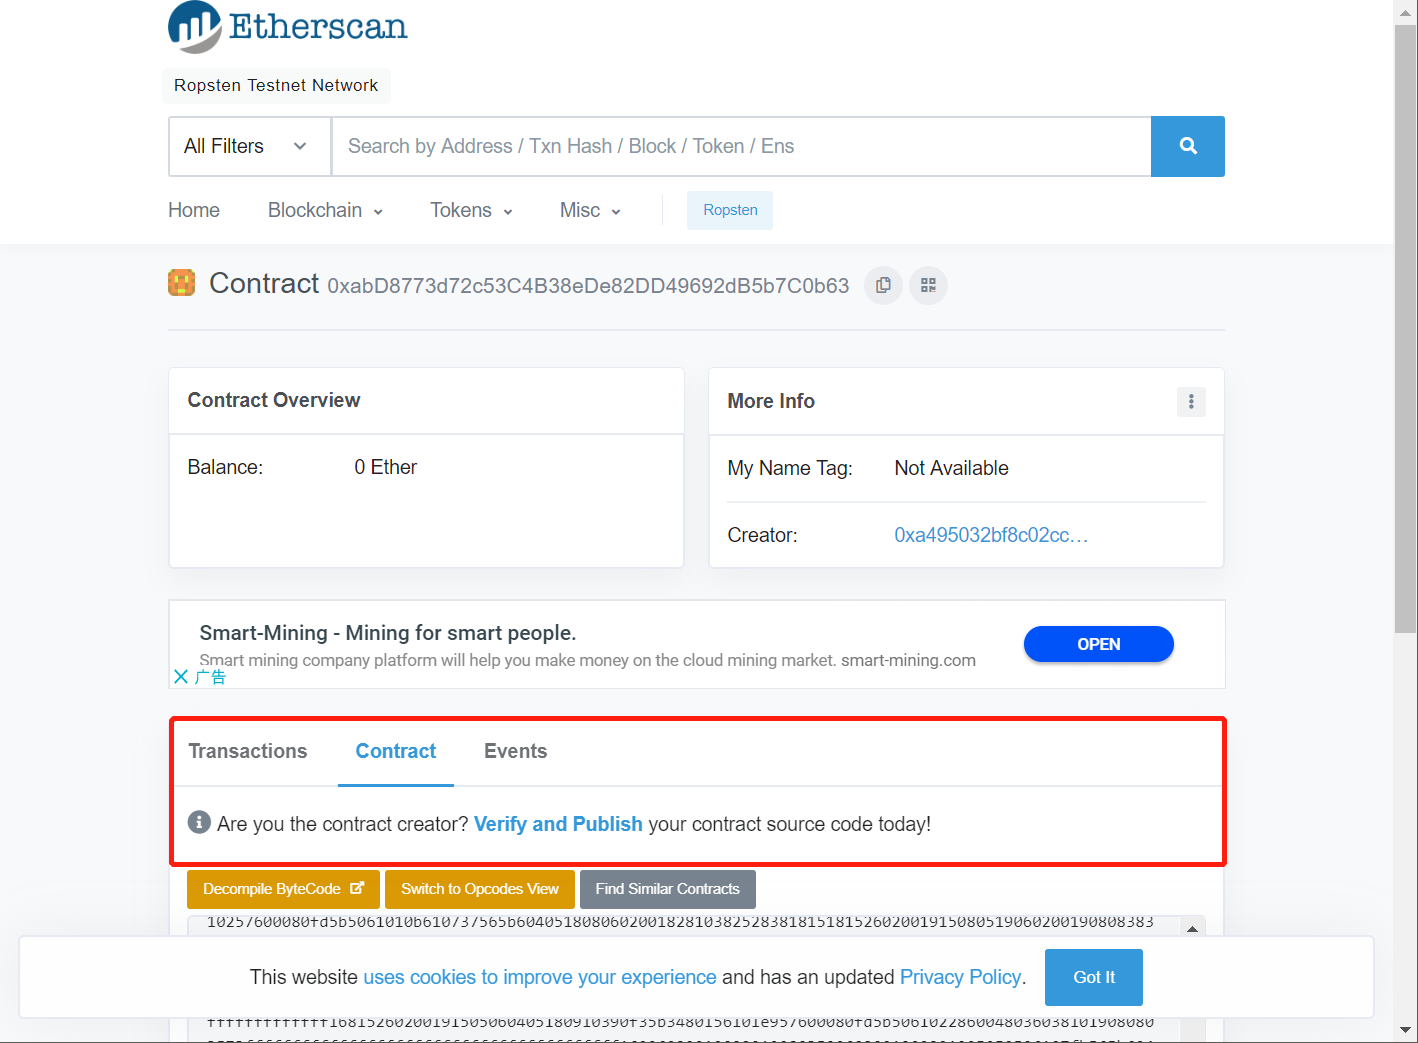 Etherscan
Ropsten Testnet Network
All Filters
Search by Address / Txn Hash / Block / Token / Ens
Home Blockchain Tokens Misc Ropsten
Contract 0xabD8773d72c53C4B38eDe82DD49692dB5b7C0b63
Contract Overview
Balance: 0 Ether
More Info
My Name Tag: Not Available
Creator: 0xa495032bf8c02cc…
Smart-Mining - Mining for smart people.
Smart mining company platform will help you make money on the cloud mining market. smart-mining.com
OPEN
广告
Transactions Contract Events
Are you the contract creator? Verify and Publish your contract source code today!
Decompile ByteCode Switch to Opcodes View Find Similar Contracts
10257600080fd5b5061010b610737565b604051808060200182810382528381815181526020019150805190602001908083​83
This website uses cookies to improve your experience and has an updated Privacy Policy.
Got It
ffffffffffffff1681526020019150506040518091039​0f35b3480156101e957600080fd5b506102286004803603810190808080